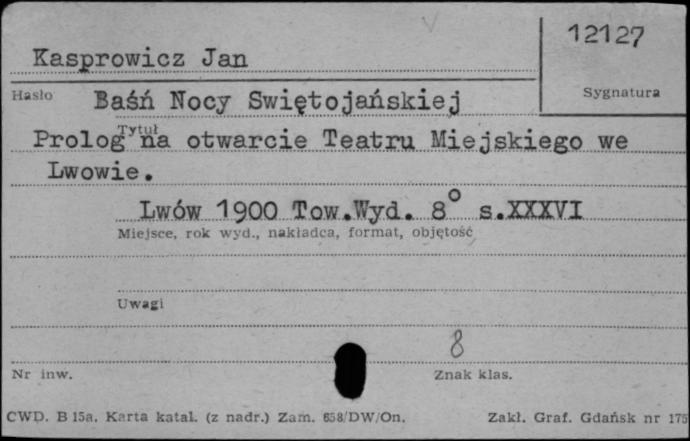 12127
Kasprowicz Jan
Hasło Baśń Nocy Swiętojańskiej Sygnatura
Tytuł
Prolog na otwarcie Teatru Miejskiego we
Lwowie.
Lwów 1900 Tow.Wyd. 8° s.XXXVI
Miejsce, rok wyd., nakładca, format, objętość
Uwagi
8
Nr inw. Znak klas.
CWD. B 15a. Karta katal. (z nadr.) Zam. 658/DW/On. Zakł. Graf. Gdańsk nr 175